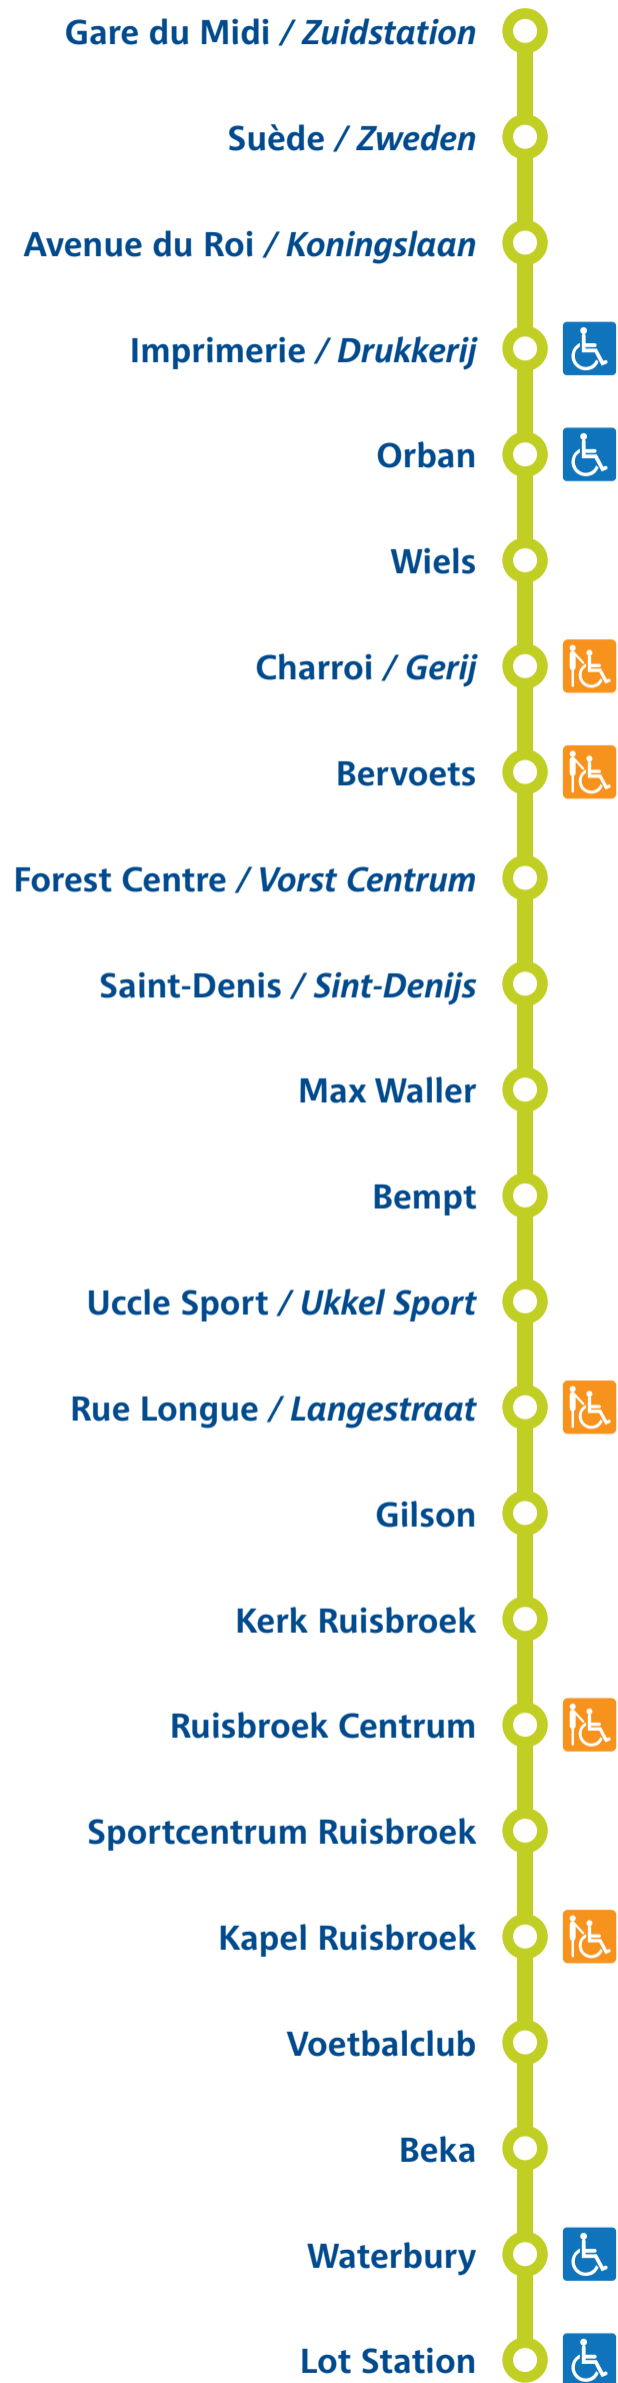 Gare du Midi / Zuidstation
Suède / Zweden
Avenue du Roi / Koningslaan
Imprimerie / Drukkerij
Orban
Wiels
Charroi / Gerij
Bervoets
Forest Centre / Vorst Centrum
Saint-Denis / Sint-Denijs
Max Waller
Bempt
Uccle Sport / Ukkel Sport
Rue Longue / Langestraat
Gilson
Kerk Ruisbroek
Ruisbroek Centrum
Sportcentrum Ruisbroek
Kapel Ruisbroek
Voetbalclub
Beka
Waterbury
Lot Station